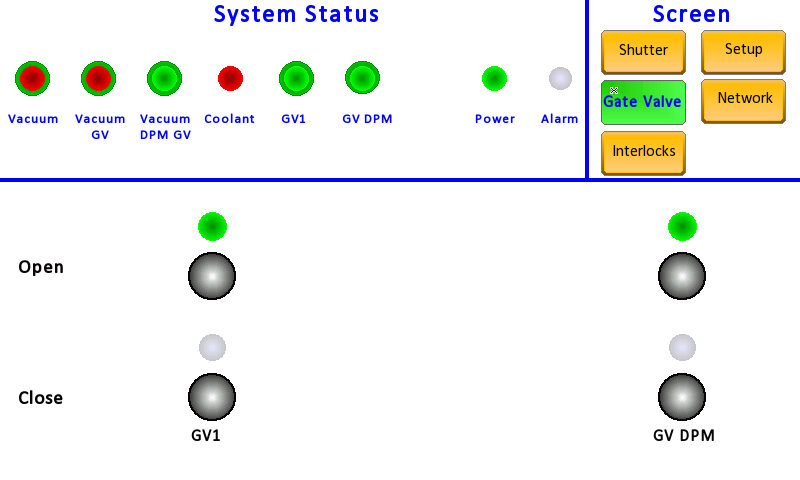 System Status
Screen
Shutter
Setup
Gate Valve
Network
Interlocks
Vacuum
Vacuum
GV
Vacuum
DPM GV
Coolant
GV1
GV DPM
Power
Alarm
Open
Close
GV1
GV DPM